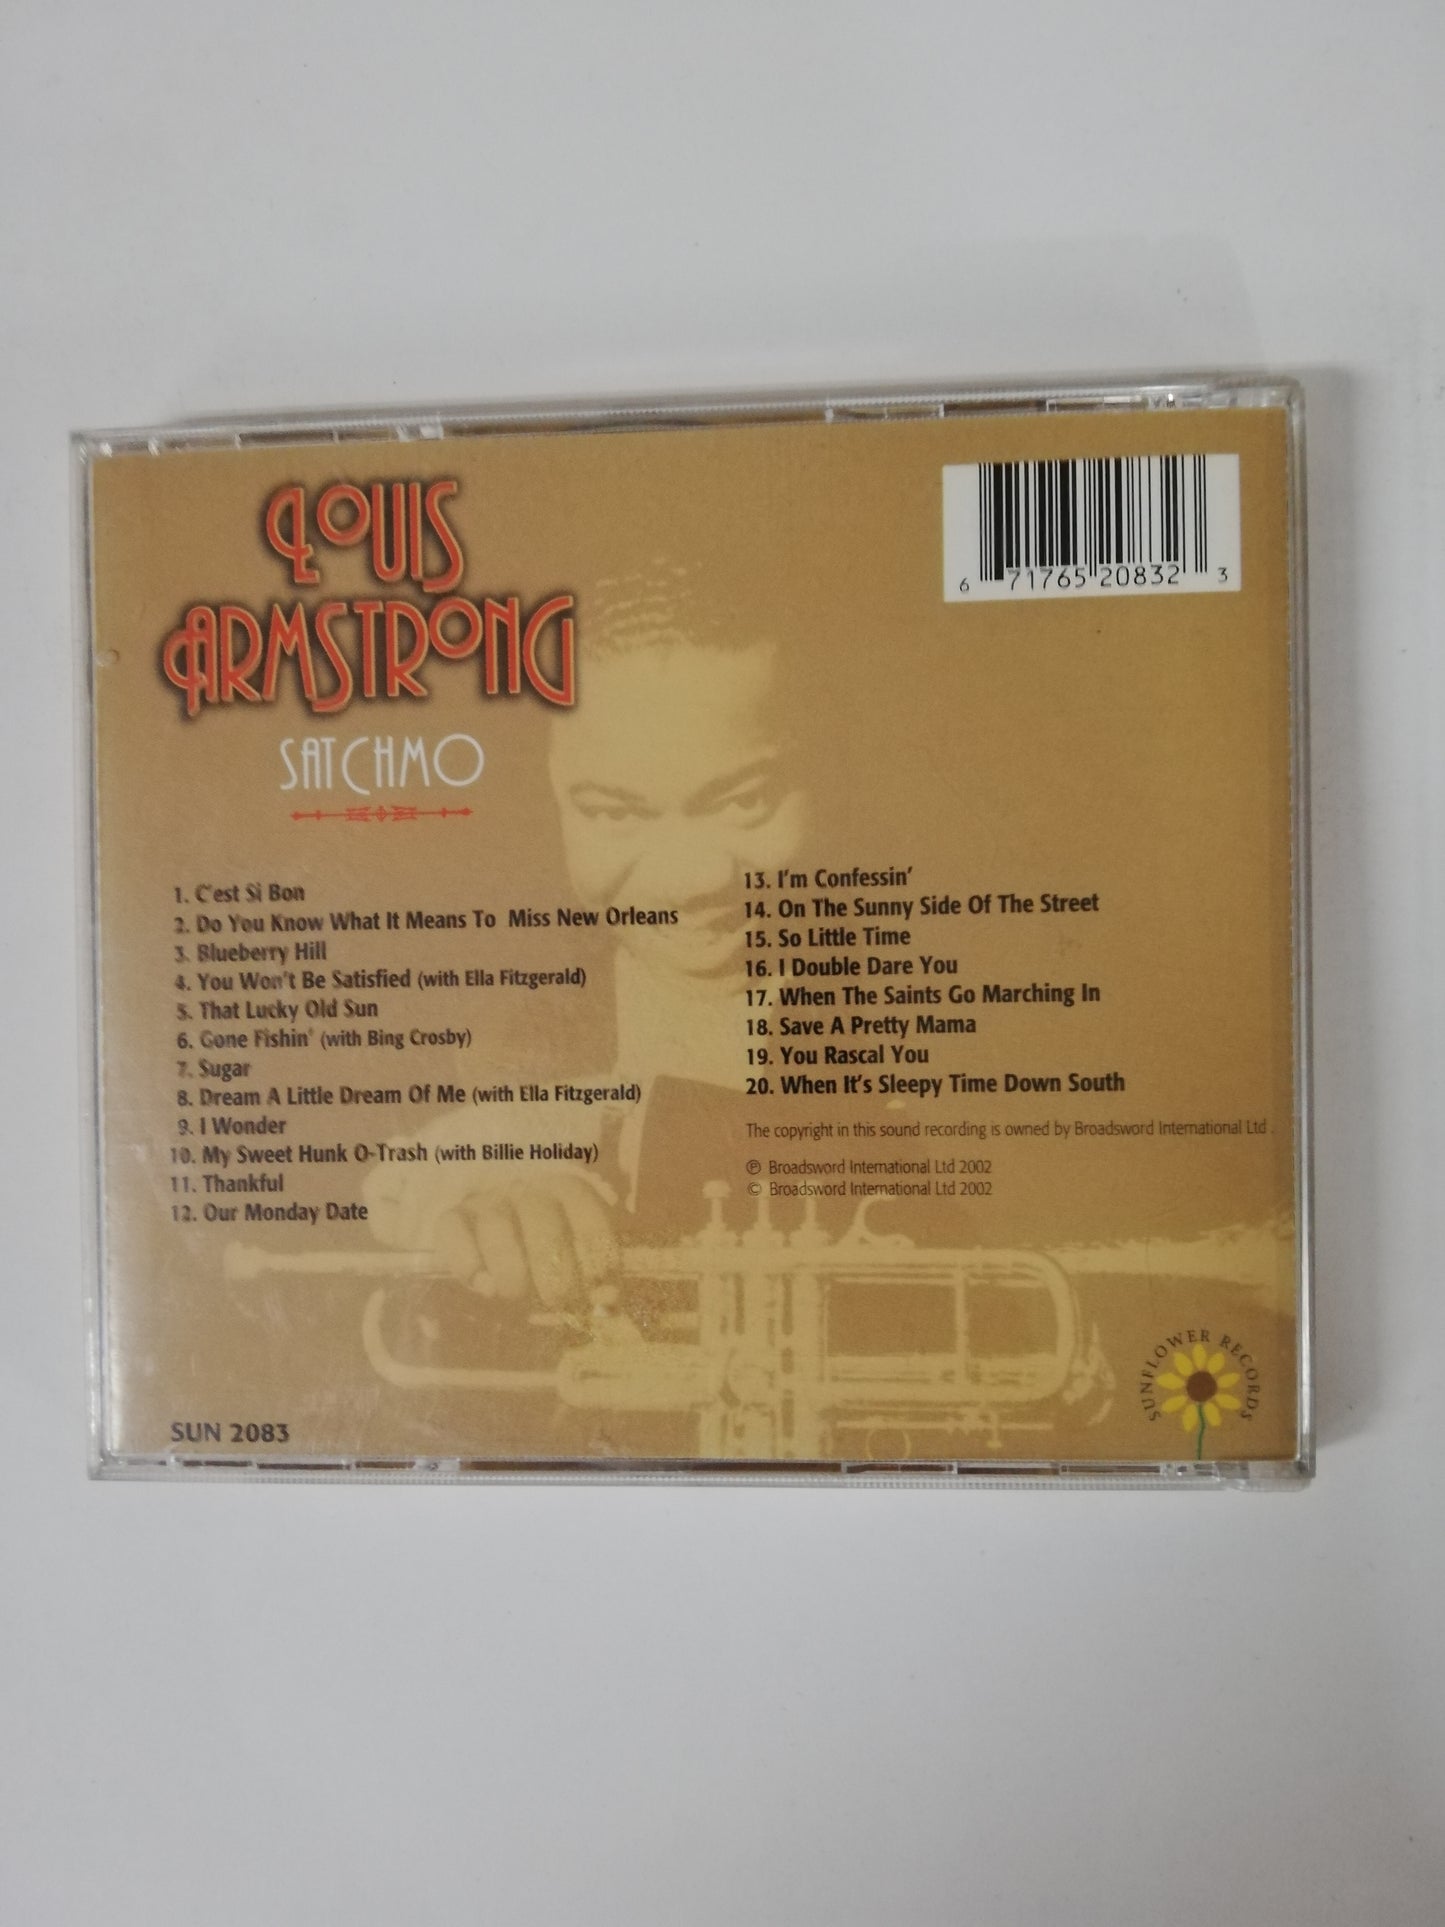 LOUIS
ARMSTRONG
SATCHMO
6 71765 20832 3
1. C'est Si Bon
2. Do You Know What It Means To Miss New Orleans
3. Blueberry Hill
4. You Won't Be Satisfied (with Ella Fitzgerald)
5. That Lucky Old Sun
6. Gone Fishin' (with Bing Crosby)
7. Sugar
8. Dream A Little Dream Of Me (with Ella Fitzgerald)
9. I Wonder
10. My Sweet Hunk O-Trash (with Billie Holiday)
11. Thankful
12. Our Monday Date
13. I'm Confessin'
14. On The Sunny Side Of The Street
15. So Little Time
16. I Double Dare You
17. When The Saints Go Marching In
18. Save A Pretty Mama
19. You Rascal You
20. When It's Sleepy Time Down South
The copyright in this sound recording is owned by Broadsword International Ltd .
℗ Broadsword International Ltd 2002
© Broadsword International Ltd 2002
SUN 2083
SUNFLOWER RECORDS